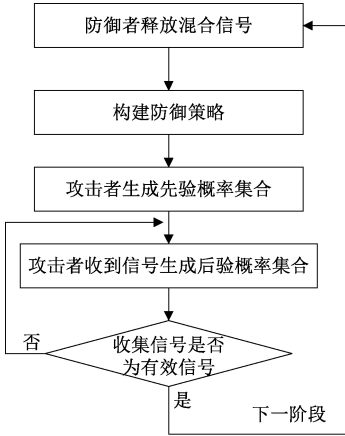 防御者释放混合信号
构建防御策略
攻击者生成先验概率集合
攻击者收到信号生成后验概率集合
收集信号是否
为有效信号
否
是
下一阶段